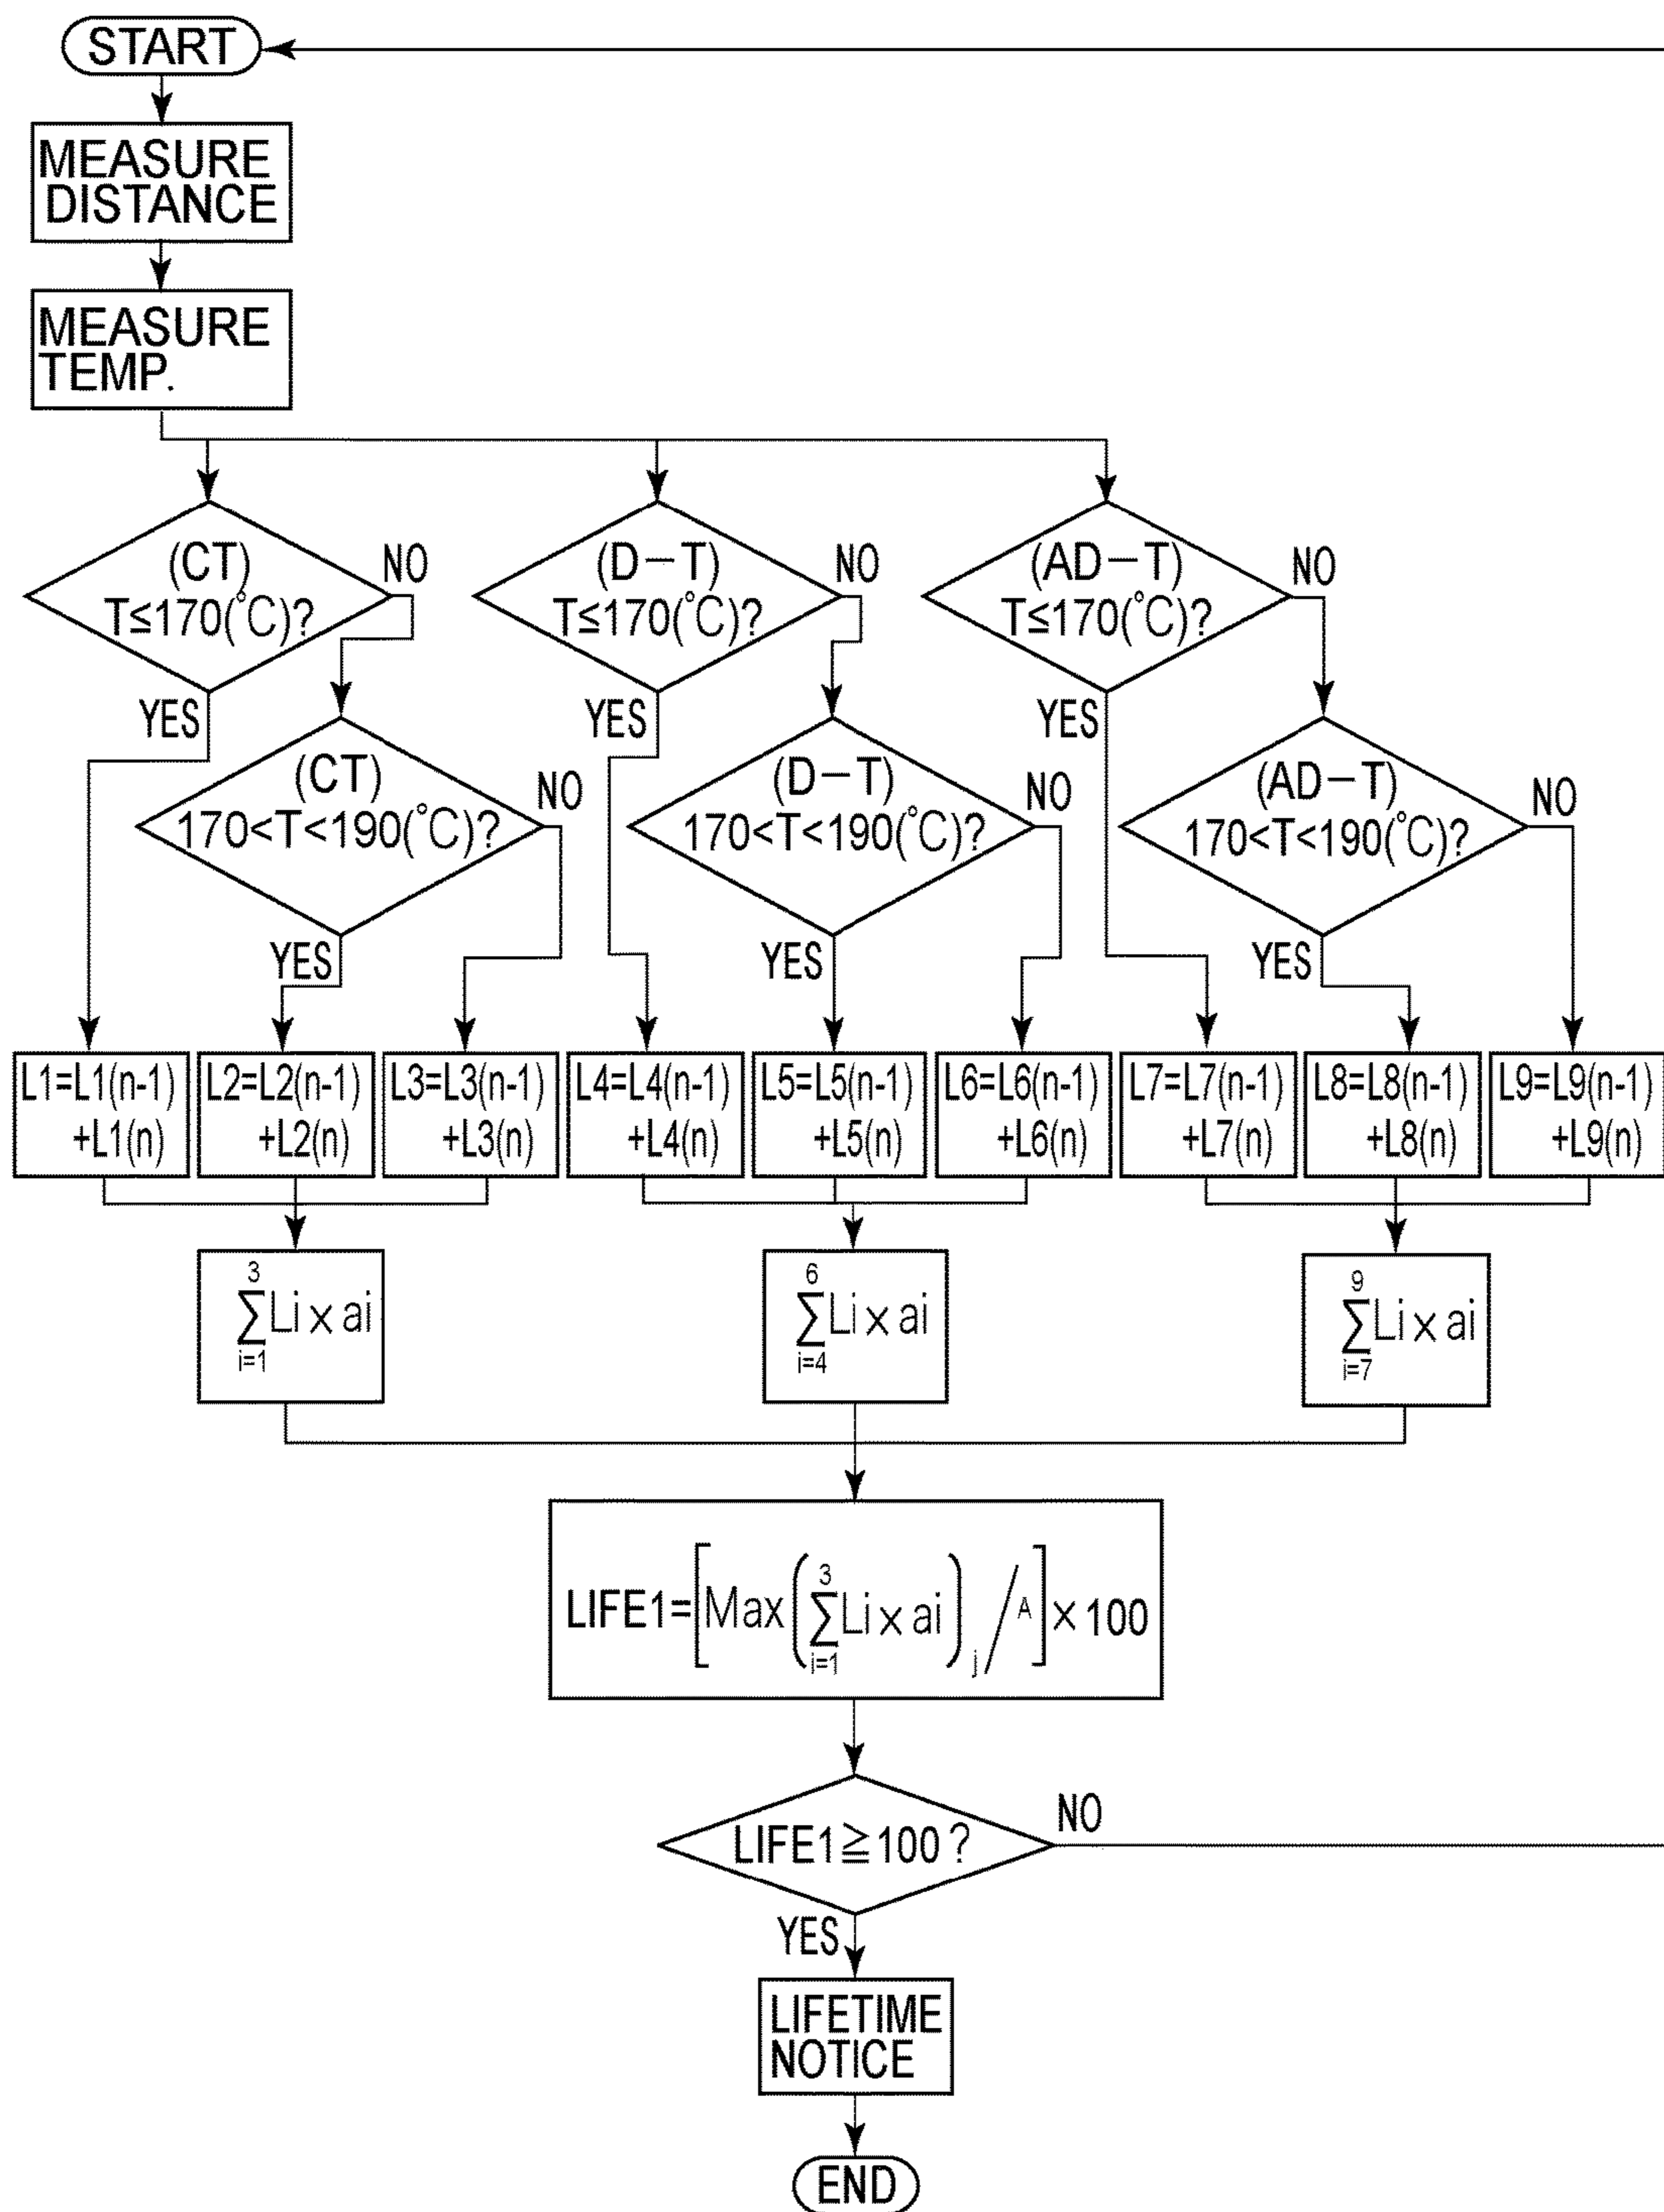 START
MEASURE
DISTANCE
MEASURE
TEMP.
(CT)
T≦170(°C)?
NO
YES
(D−T)
T≦170(°C)?
NO
YES
(AD−T)
T≦170(°C)?
NO
YES
(CT)
170<T<190(°C)?
NO
YES
(D−T)
170<T<190(°C)?
NO
YES
(AD−T)
170<T<190(°C)?
NO
YES
L1=L1(n-1)
+L1(n)
L2=L2(n-1)
+L2(n)
L3=L3(n-1)
+L3(n)
L4=L4(n-1)
+L4(n)
L5=L5(n-1)
+L5(n)
L6=L6(n-1)
+L6(n)
L7=L7(n-1)
+L7(n)
L8=L8(n-1)
+L8(n)
L9=L9(n-1)
+L9(n)
3
∑Li×ai
i=1
6
∑Li×ai
i=4
9
∑Li×ai
i=7
3
LIFE1=[Max(∑Li×ai)j/A]×100
i=1
LIFE1≧100?
NO
YES
LIFETIME
NOTICE
END